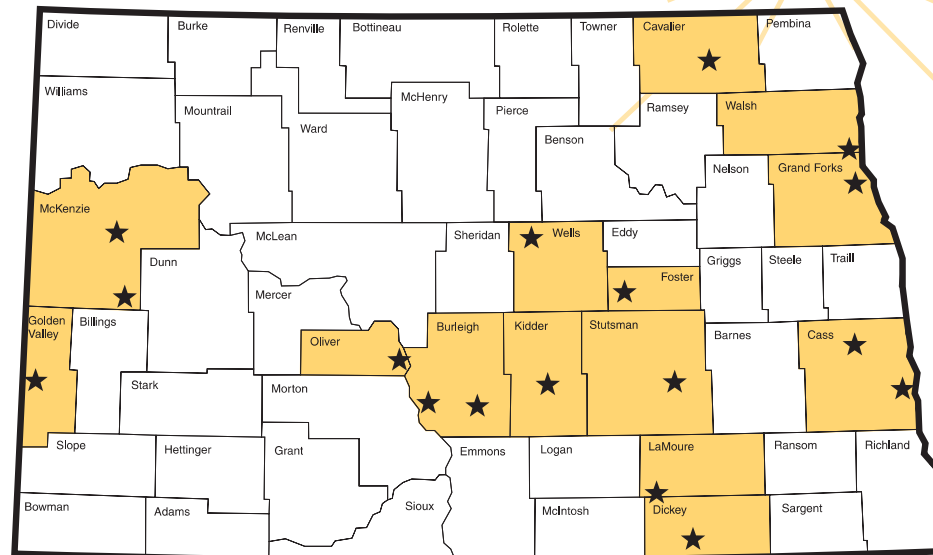 Divide
Burke
Renville
Bottineau
Rolette
Towner
Cavalier
Pembina
Williams
Mountrail
Ward
McHenry
Pierce
Benson
Ramsey
Walsh
Nelson
Grand Forks
McKenzie
Dunn
McLean
Sheridan
Wells
Eddy
Foster
Griggs
Steele
Traill
Mercer
Golden
Valley
Billings
Oliver
Burleigh
Kidder
Stutsman
Barnes
Cass
Stark
Morton
Slope
Hettinger
Grant
Emmons
Logan
LaMoure
Ransom
Richland
Bowman
Adams
Sioux
McIntosh
Dickey
Sargent